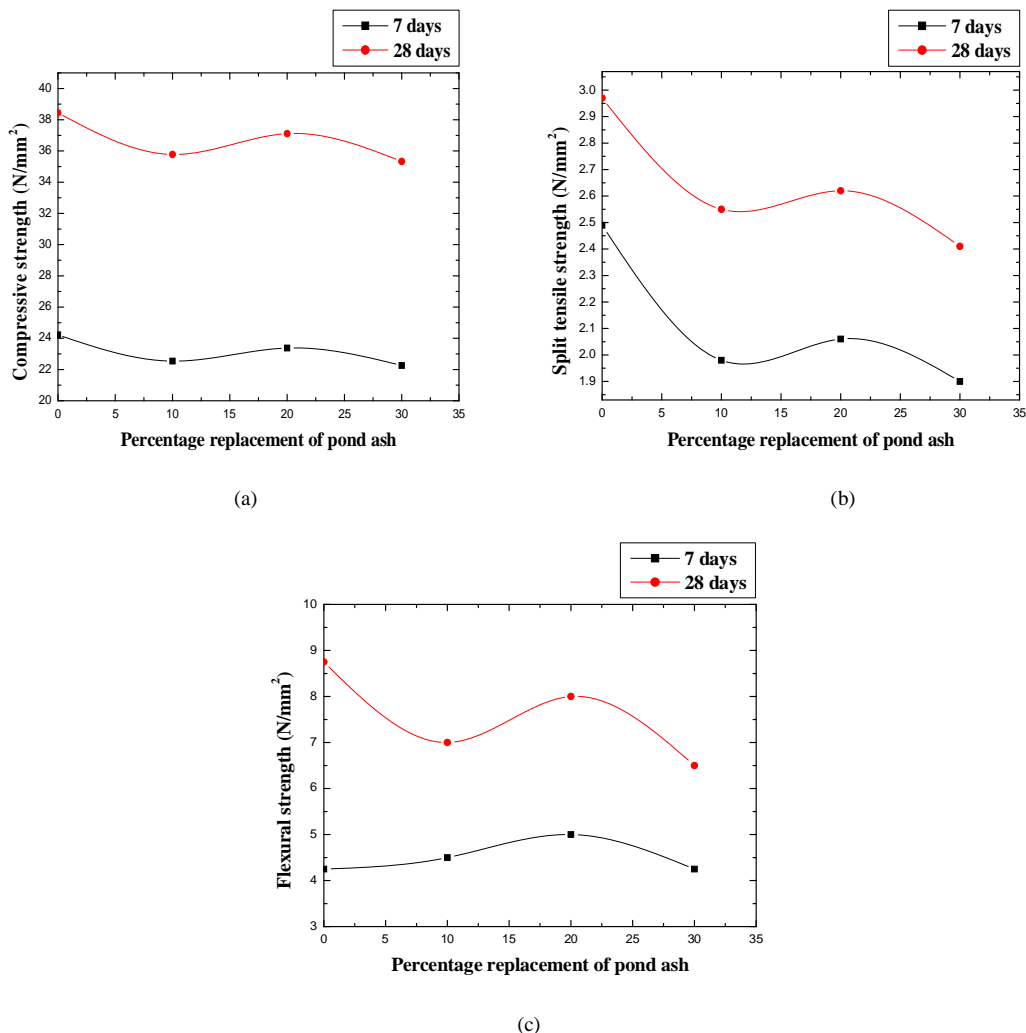 7 days
28 days
Compressive strength (N/mm²)
40
38
36
34
32
30
28
26
24
22
20
0 5 10 15 20 25 30 35
Percentage replacement of pond ash
(a)
7 days
28 days
Split tensile strength (N/mm²)
3.0
2.9
2.8
2.7
2.6
2.5
2.4
2.3
2.2
2.1
2.0
1.9
0 5 10 15 20 25 30 35
Percentage replacement of pond ash
(b)
7 days
28 days
Flexural strength (N/mm²)
10
9
8
7
6
5
4
3
0 5 10 15 20 25 30 35
Percentage replacement of pond ash
(c)